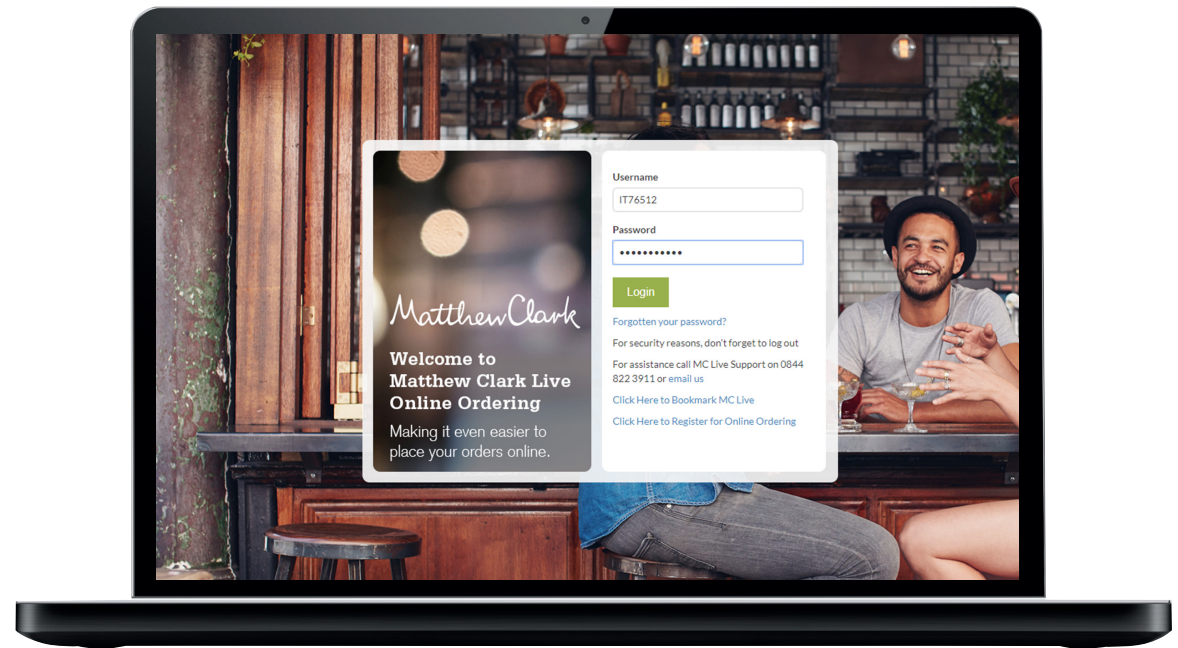 Matthew Clark
Welcome to
Matthew Clark Live
Online Ordering
Making it even easier to
place your orders online.
Username
IT76512
Password
•••••••••••
Login
Forgotten your password?
For security reasons, don't forget to log out
For assistance call MC Live Support on 0844
822 3911 or email us
Click Here to Bookmark MC Live
Click Here to Register for Online Ordering